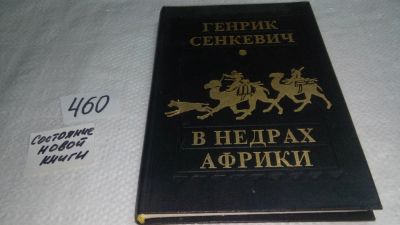 ГЕНРИК
СЕНКЕВИЧ
В НЕДРАХ
АФРИКИ
460
СОСТОЯНИЕ
НОВОЙ
КНИГИ